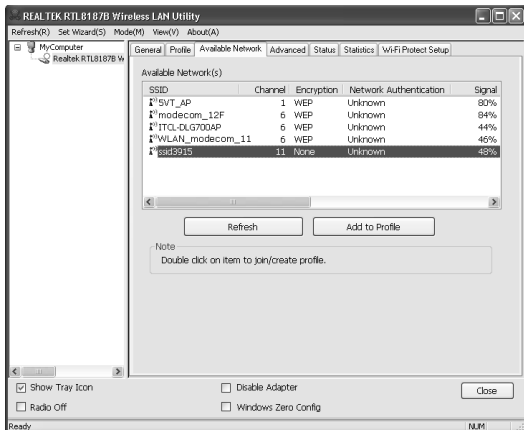 REALTEK RTL8187B Wireless LAN Utility
Refresh(R) Set Wizard(S) Mode(M) View(V) About(A)
MyComputer
Realtek RTL8187B W
General Profile Available Network Advanced Status Statistics Wi-Fi Protect Setup
Available Network(s)
SSID Channel Encryption Network Authentication Signal
5VT_AP 1 WEP Unknown 80%
modecom_12F 6 WEP Unknown 84%
ITCL-DLG700AP 6 WEP Unknown 44%
WLAN_modecom_11 6 WEP Unknown 46%
ssid3915 11 None Unknown 48%
Refresh Add to Profile
Note
Double click on item to join/create profile.
Show Tray Icon Disable Adapter Close
Radio Off Windows Zero Config
Ready NUM